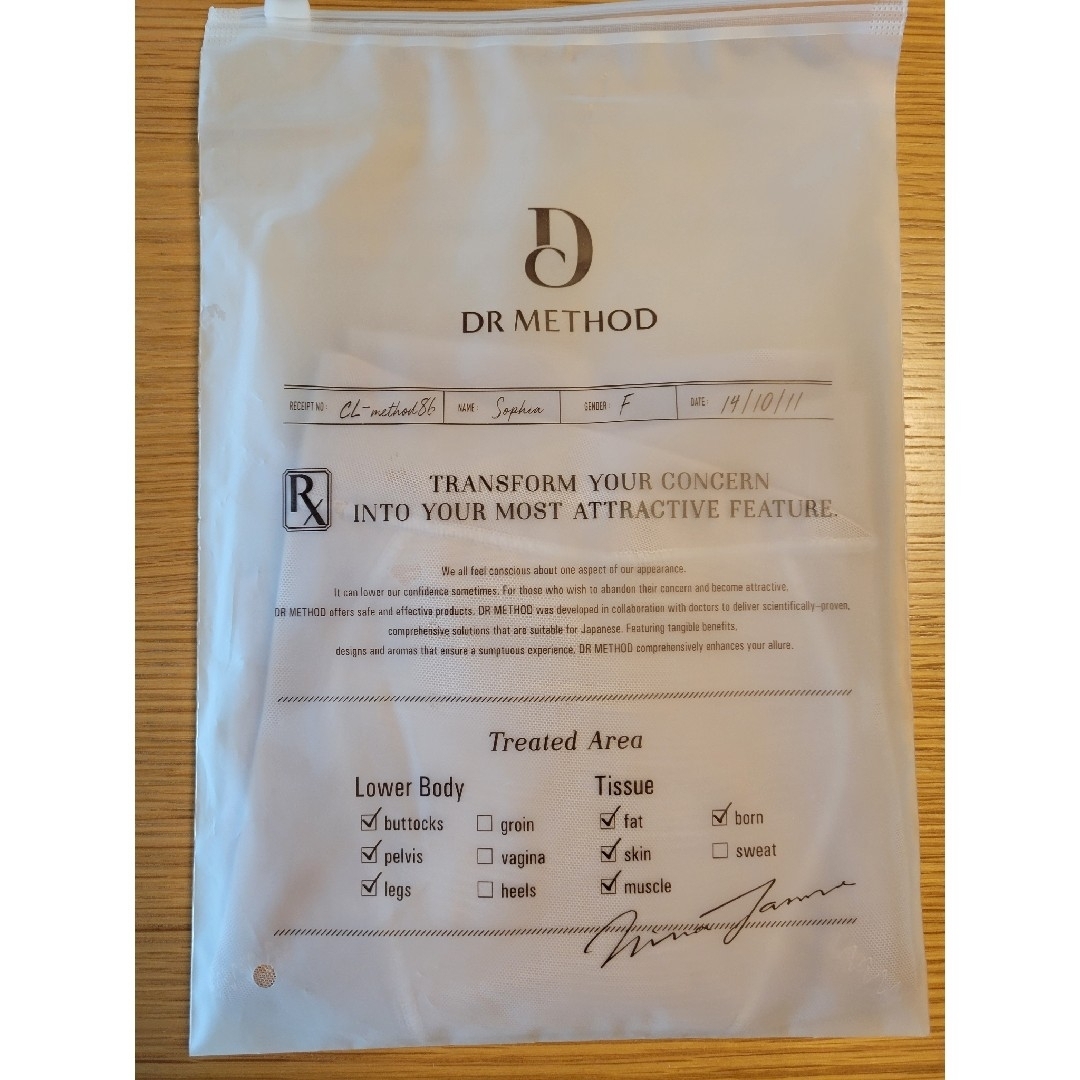 DR METHOD
RECEIPT NO: CL-method86 NAME: Sophia GENDER: F DATE: 14/10/11
Rx
TRANSFORM YOUR CONCERN
INTO YOUR MOST ATTRACTIVE FEATURE.
We all feel conscious about one aspect of our appearance.
It can lower our confidence sometimes. For those who wish to abandon their concern and become attractive.
DR METHOD offers safe and effective products. DR METHOD was developed in collaboration with doctors to deliver scientifically-proven,
comprehensive solutions that are suitable for Japanese. Featuring tangible benefits,
designs and aromas that ensure a sumptuous experience, DR METHOD comprehensively enhances your allure.
Treated Area
Lower Body Tissue
buttocks groin fat born
pelvis vagina skin sweat
legs heels muscle